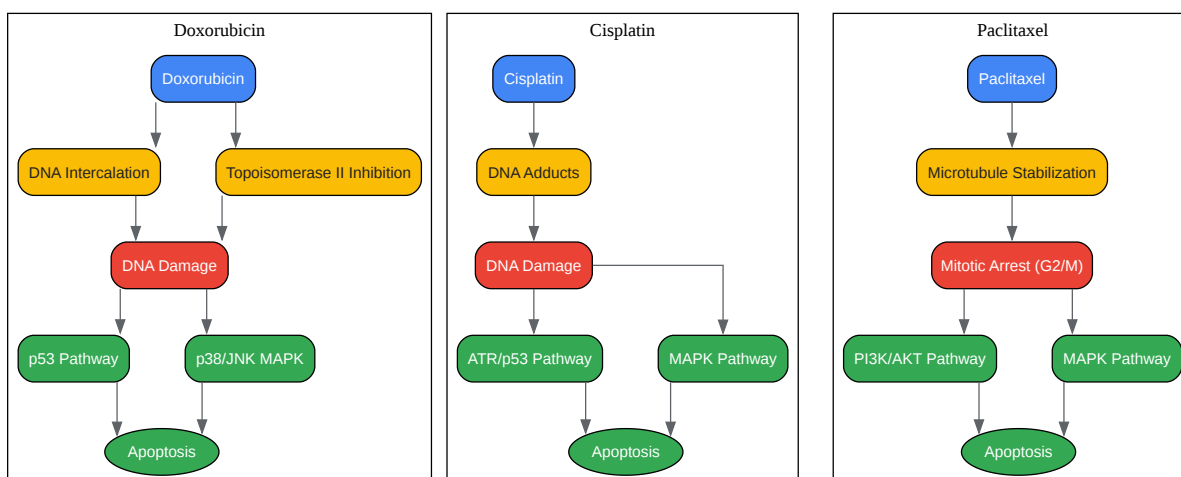 Doxorubicin
Doxorubicin
DNA Intercalation
Topoisomerase II Inhibition
DNA Damage
p53 Pathway
p38/JNK MAPK
Apoptosis
Cisplatin
Cisplatin
DNA Adducts
DNA Damage
ATR/p53 Pathway
MAPK Pathway
Apoptosis
Paclitaxel
Paclitaxel
Microtubule Stabilization
Mitotic Arrest (G2/M)
PI3K/AKT Pathway
MAPK Pathway
Apoptosis